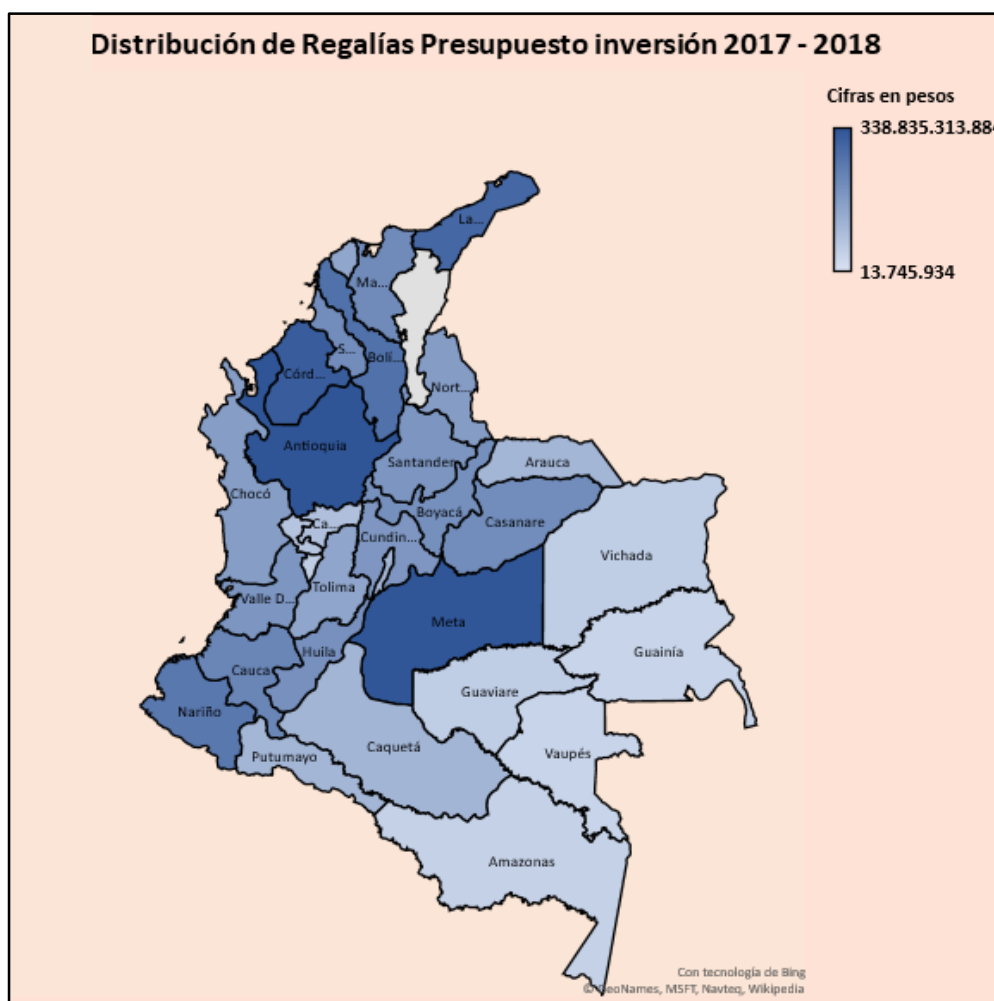 Distribución de Regalías Presupuesto inversión 2017 - 2018
Cifras en pesos
338.835.313.884
13.745.934
La...
Ma...
S...
Bolí...
Córd...
Nort...
Antioquia
Santander
Arauca
Chocó
Boyacá
Ca...
Casanare
Cundin...
Vichada
Tolima
Valle D...
Meta
Huila
Guainía
Cauca
Guaviare
Nariño
Caquetá
Putumayo
Vaupés
Amazonas
Con tecnología de Bing
© GeoNames, MSFT, Navteq, Wikipedia